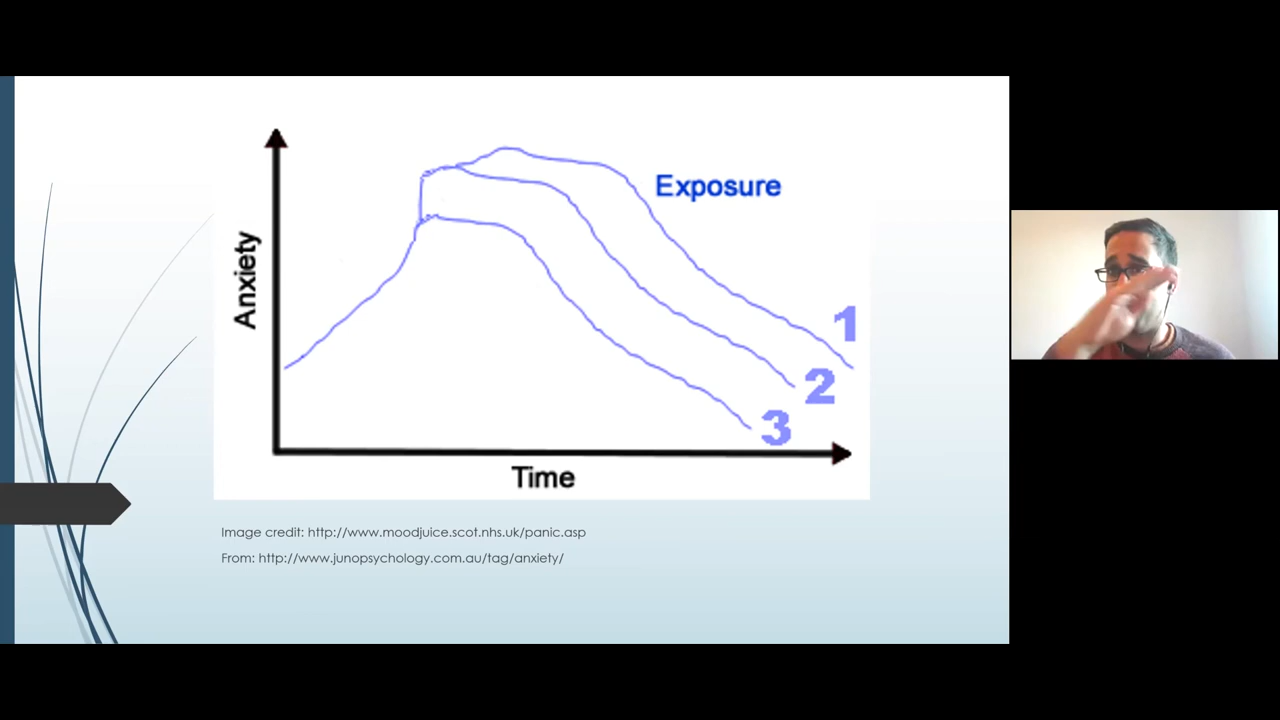 Exposure
Anxiety
1
2
3
Time
Image credit: http://www.moodjuice.scot.nhs.uk/panic.asp
From: http://www.junopsychology.com.au/tag/anxiety/